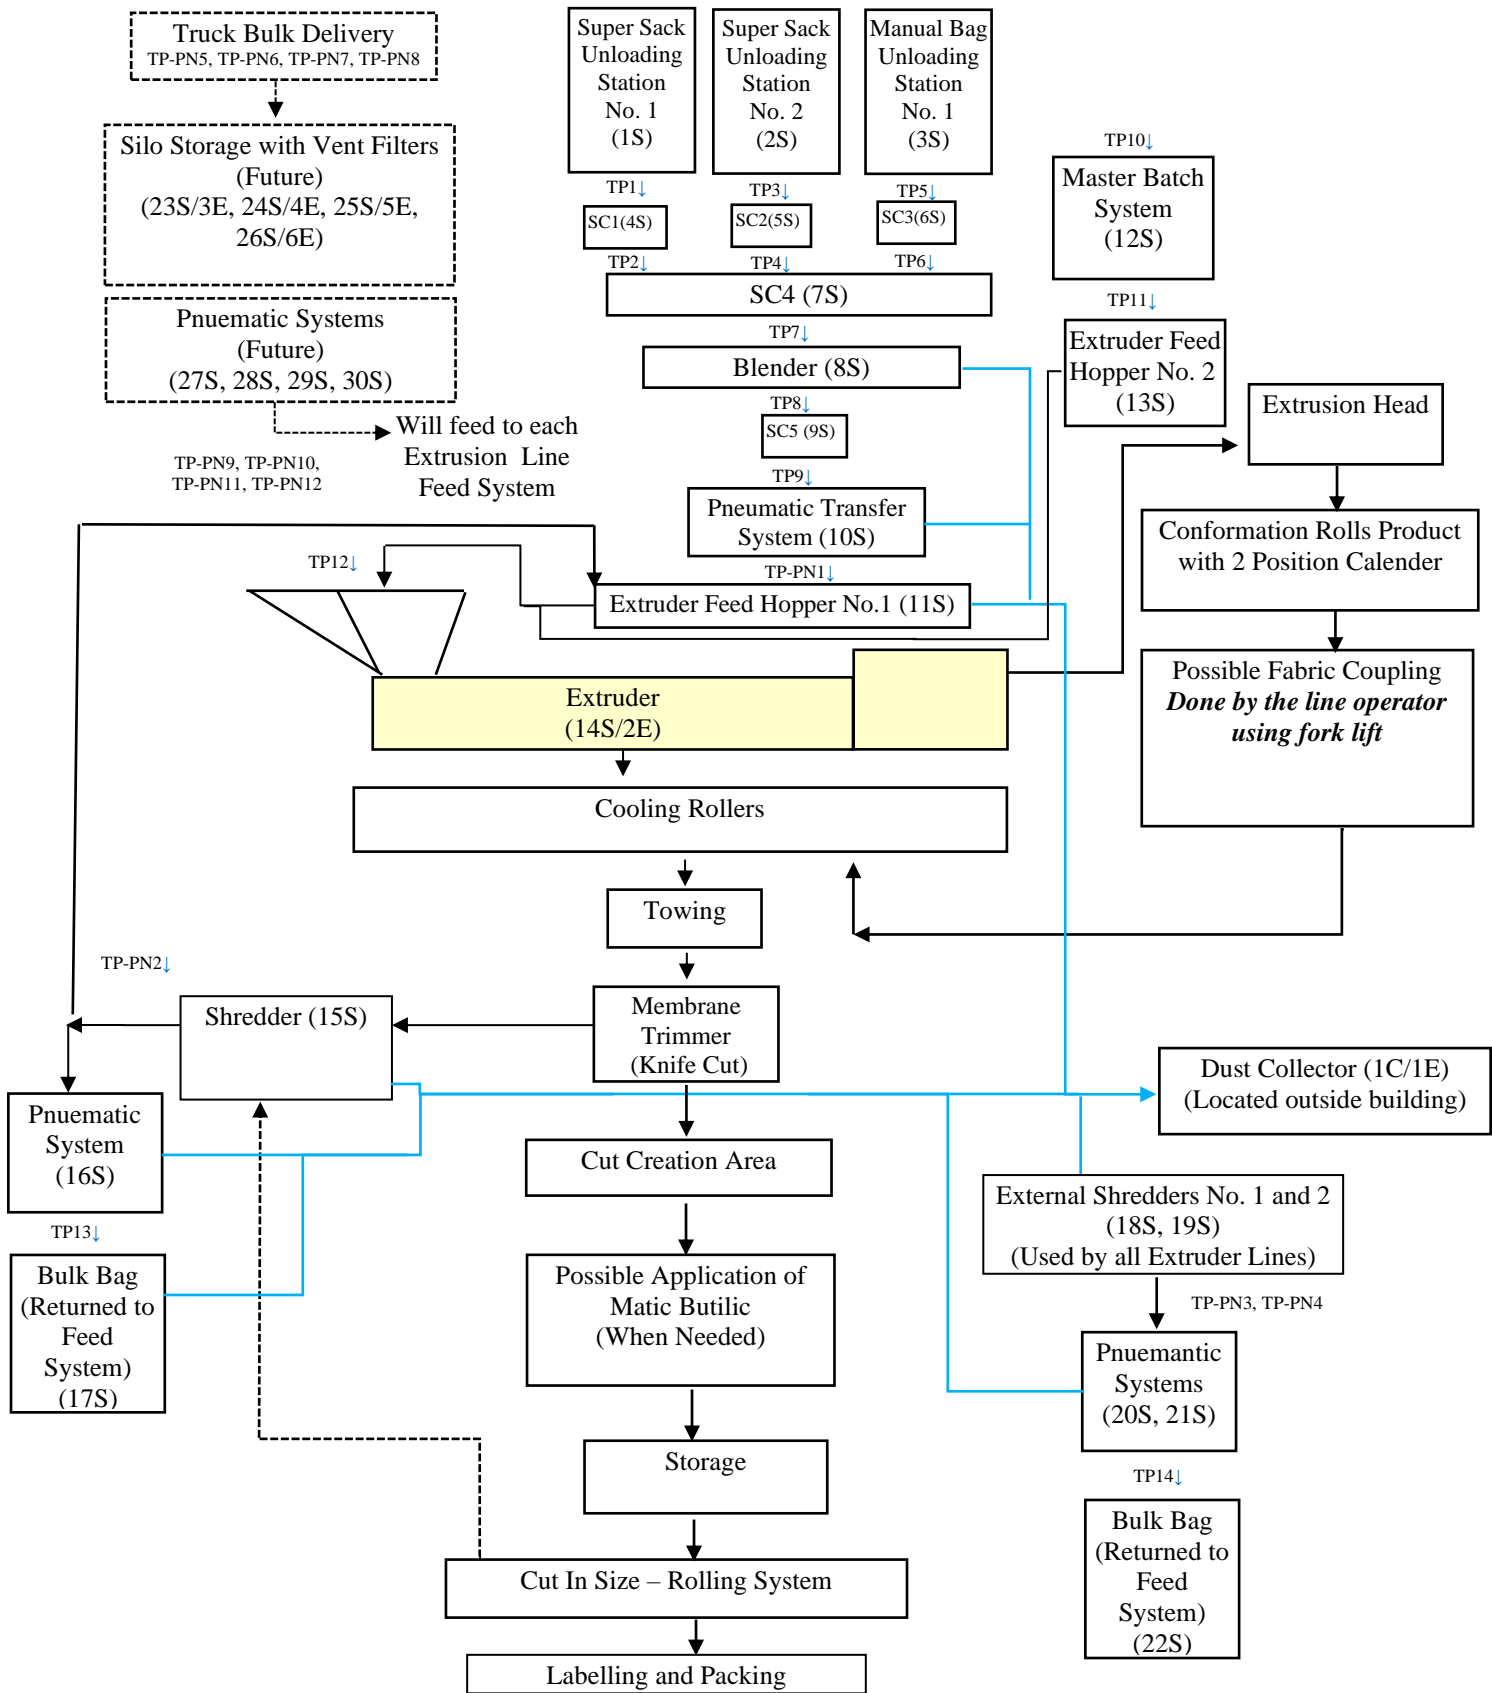 Truck Bulk Delivery
TP-PN5, TP-PN6, TP-PN7, TP-PN8
Silo Storage with Vent Filters
(Future)
(23S/3E, 24S/4E, 25S/5E,
26S/6E)
Pnuematic Systems
(Future)
(27S, 28S, 29S, 30S)
Will feed to each
Extrusion Line
Feed System
TP-PN9, TP-PN10,
TP-PN11, TP-PN12
Super Sack
Unloading
Station
No. 1
(1S)
Super Sack
Unloading
Station
No. 2
(2S)
Manual Bag
Unloading
Station
No. 1
(3S)
TP1↓
TP3↓
TP5↓
SC1(4S)
SC2(5S)
SC3(6S)
TP2↓
TP4↓
TP6↓
SC4 (7S)
TP7↓
Blender (8S)
TP8↓
SC5 (9S)
TP9↓
Pneumatic Transfer
System (10S)
TP-PN1↓
Extruder Feed Hopper No.1 (11S)
TP10↓
Master Batch
System
(12S)
TP11↓
Extruder Feed
Hopper No. 2
(13S)
Extrusion Head
Conformation Rolls Product
with 2 Position Calender
Possible Fabric Coupling
Done by the line operator
using fork lift
TP12↓
Extruder
(14S/2E)
Cooling Rollers
Towing
TP-PN2↓
Shredder (15S)
Membrane
Trimmer
(Knife Cut)
Dust Collector (1C/1E)
(Located outside building)
Pnuematic
System
(16S)
TP13↓
Bulk Bag
(Returned to
Feed
System)
(17S)
Cut Creation Area
Possible Application of
Matic Butilic
(When Needed)
Storage
Cut In Size – Rolling System
Labelling and Packing
External Shredders No. 1 and 2
(18S, 19S)
(Used by all Extruder Lines)
TP-PN3, TP-PN4
Pnuemantic
Systems
(20S, 21S)
TP14↓
Bulk Bag
(Returned to
Feed
System)
(22S)